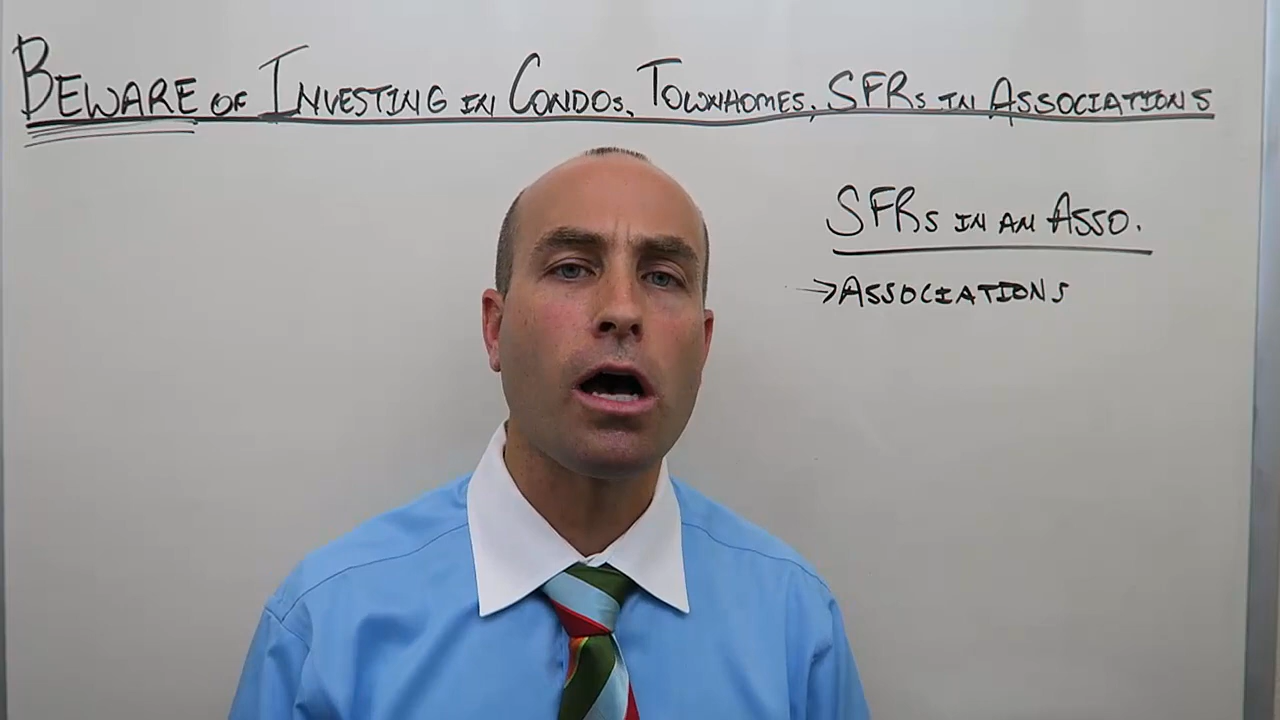 BEWARE OF INVESTING IN CONDOS, TOWNHOMES, SFRS IN ASSOCIATIONS
SFRS IN AN ASSO.
→ASSOCIATIONS